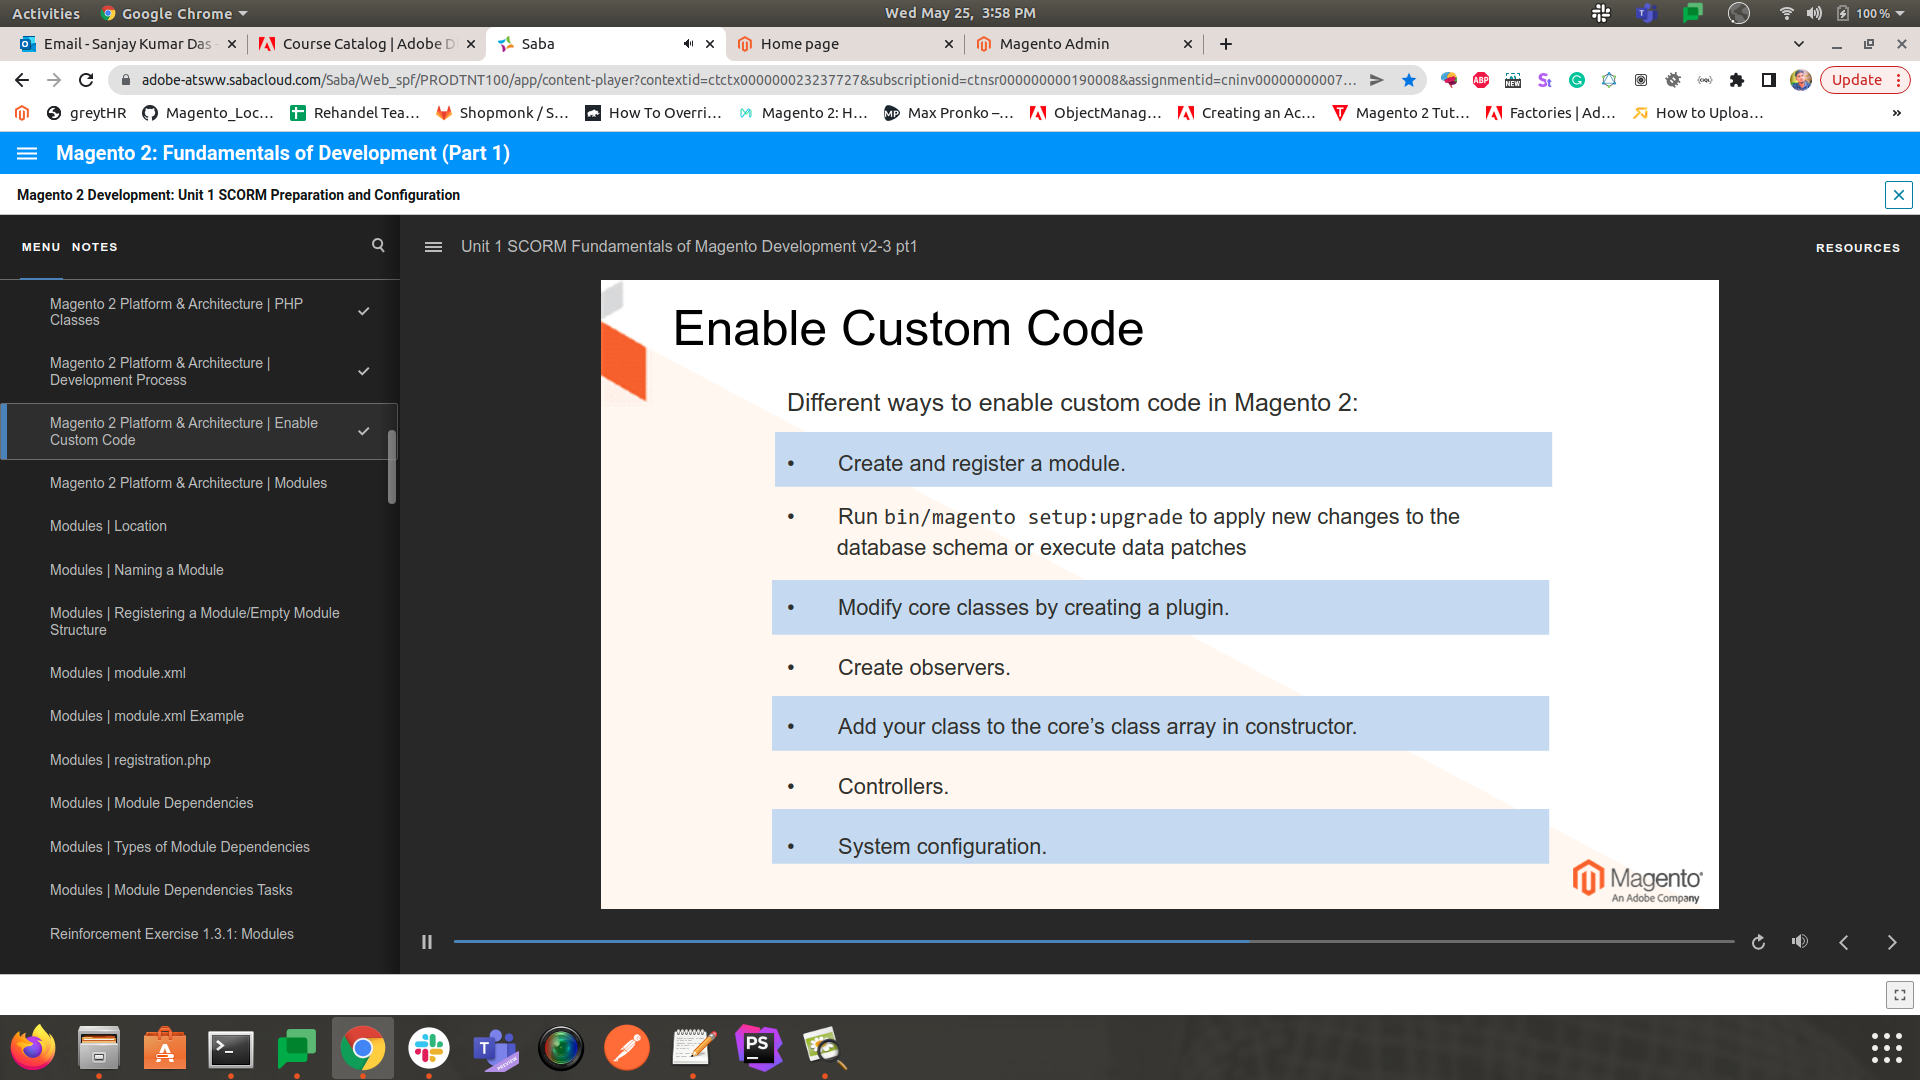 Activities
Google Chrome
Wed May 25, 3:58 PM
100 %
Email - Sanjay Kumar Das -
Course Catalog | Adobe D
Saba
Home page
Magento Admin
adobe-atsww.sabacloud.com/Saba/Web_spf/PRODTNT100/app/content-player?contextid=ctctx000000023237727&subscriptionid=ctnsr000000000190008&assignmentid=cninv00000000007...
Update
greytHR
Magento_Loc...
Rehandel Tea...
Shopmonk / S...
How To Overri...
Magento 2: H...
Max Pronko –...
ObjectManag...
Creating an Ac...
Magento 2 Tut...
Factories | Ad...
How to Uploa...
Magento 2: Fundamentals of Development (Part 1)
Magento 2 Development: Unit 1 SCORM Preparation and Configuration
MENU NOTES
Unit 1 SCORM Fundamentals of Magento Development v2-3 pt1
RESOURCES
Magento 2 Platform & Architecture | PHP
Classes
Magento 2 Platform & Architecture |
Development Process
Magento 2 Platform & Architecture | Enable
Custom Code
Magento 2 Platform & Architecture | Modules
Modules | Location
Modules | Naming a Module
Modules | Registering a Module/Empty Module
Structure
Modules | module.xml
Modules | module.xml Example
Modules | registration.php
Modules | Module Dependencies
Modules | Types of Module Dependencies
Modules | Module Dependencies Tasks
Reinforcement Exercise 1.3.1: Modules
Enable Custom Code
Different ways to enable custom code in Magento 2:
• Create and register a module.
• Run bin/magento setup:upgrade to apply new changes to the
database schema or execute data patches
• Modify core classes by creating a plugin.
• Create observers.
• Add your class to the core’s class array in constructor.
• Controllers.
• System configuration.
Magento
An Adobe Company